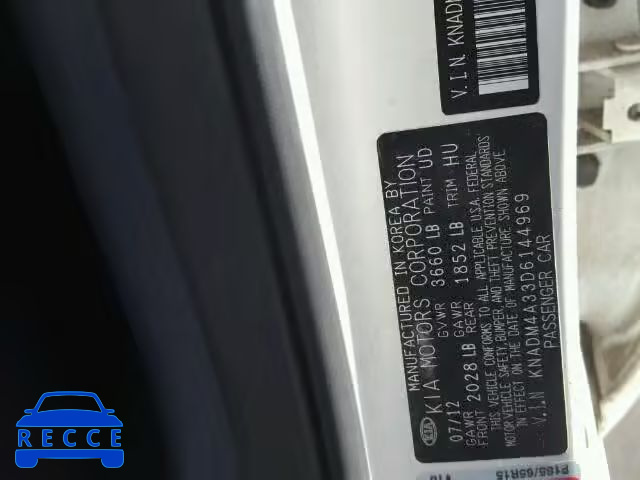 V.I.N. KNAD
MANUFACTURED IN KOREA BY
KIA KIA MOTORS CORPORATION
07/12 GVWR 3660 LB PAINT UD
GAWR FRONT 2028 LB GAWR REAR 1852 LB TRIM HU
THIS VEHICLE CONFORMS TO ALL APPLICABLE U.S.A. FEDERAL
MOTOR VEHICLE SAFETY, BUMPER, AND THEFT PREVENTION STANDARDS
IN EFFECT ON THE DATE OF MANUFACTURE SHOWN ABOVE
V.I.N KNADM4A33D6144969
PASSENGER CAR
P185/65R15
RECCE